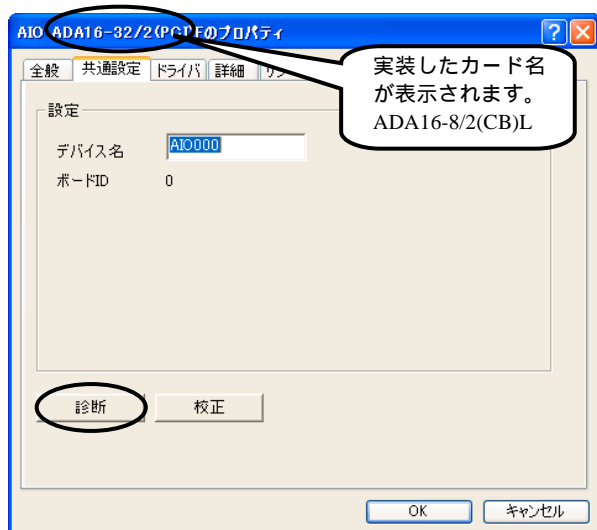 AIO ADA16-32/2(PCI)Fのプロパティ
全般 共通設定 ドライバ 詳細
実装したカード名
が表示されます。
ADA16-8/2(CB)L
設定
デバイス名 AIO000
ボードID 0
診断 校正
OK キャンセル